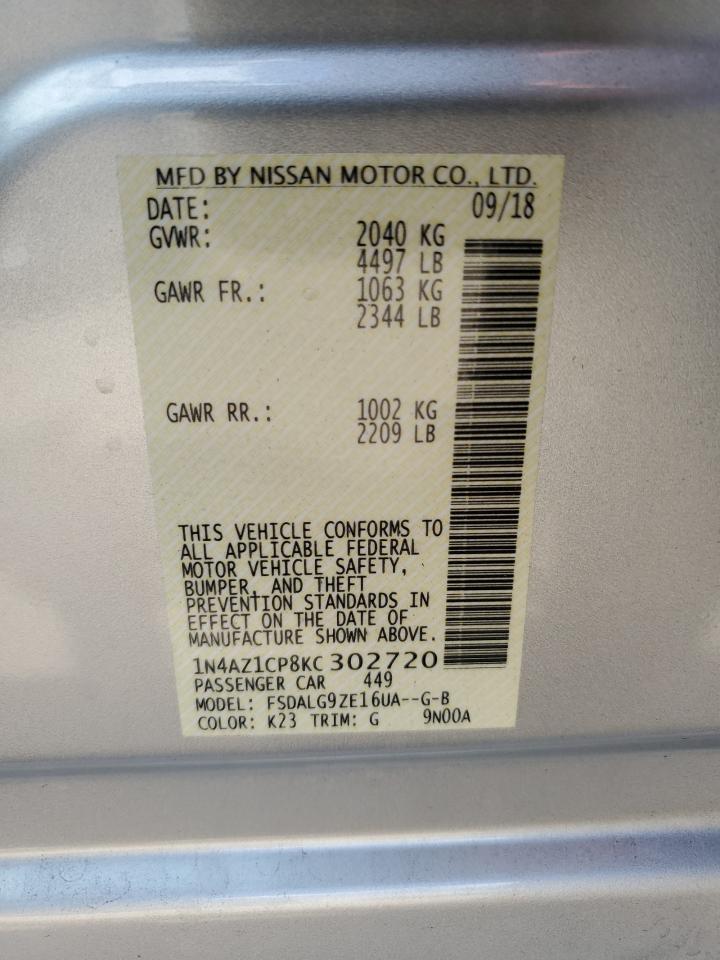 MFD BY NISSAN MOTOR CO., LTD.
DATE: 09/18
GVWR: 2040 KG
4497 LB
GAWR FR.: 1063 KG
2344 LB
GAWR RR.: 1002 KG
2209 LB
THIS VEHICLE CONFORMS TO
ALL APPLICABLE FEDERAL
MOTOR VEHICLE SAFETY,
BUMPER, AND THEFT
PREVENTION STANDARDS IN
EFFECT ON THE DATE OF
MANUFACTURE SHOWN ABOVE.
1N4AZ1CP8KC302720
PASSENGER CAR 449
MODEL: FSDALG9ZE16UA--G-B
COLOR: K23 TRIM: G 9N00A